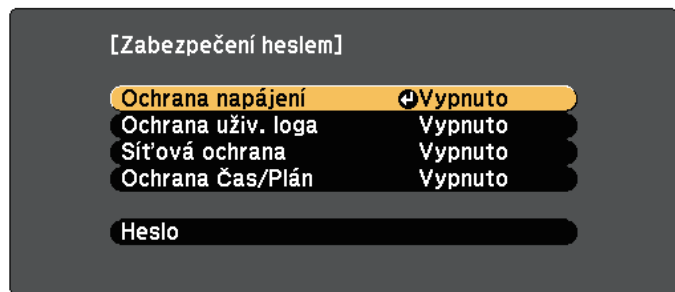 [Zabezpečení heslem]
Ochrana napájení Vypnuto
Ochrana uživ. loga Vypnuto
Síťová ochrana Vypnuto
Ochrana Čas/Plán Vypnuto
Heslo